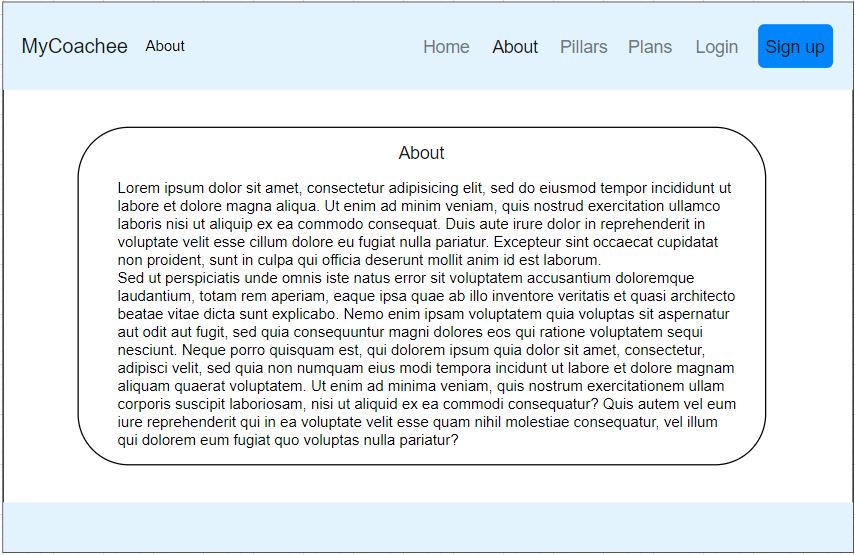 MyCoachee About Home About Pillars Plans Login Sign up
About
Lorem ipsum dolor sit amet, consectetur adipisicing elit, sed do eiusmod tempor incididunt ut
labore et dolore magna aliqua. Ut enim ad minim veniam, quis nostrud exercitation ullamco
laboris nisi ut aliquip ex ea commodo consequat. Duis aute irure dolor in reprehenderit in
voluptate velit esse cillum dolore eu fugiat nulla pariatur. Excepteur sint occaecat cupidatat
non proident, sunt in culpa qui officia deserunt mollit anim id est laborum.
Sed ut perspiciatis unde omnis iste natus error sit voluptatem accusantium doloremque
laudantium, totam rem aperiam, eaque ipsa quae ab illo inventore veritatis et quasi architecto
beatae vitae dicta sunt explicabo. Nemo enim ipsam voluptatem quia voluptas sit aspernatur
aut odit aut fugit, sed quia consequuntur magni dolores eos qui ratione voluptatem sequi
nesciunt. Neque porro quisquam est, qui dolorem ipsum quia dolor sit amet, consectetur,
adipisci velit, sed quia non numquam eius modi tempora incidunt ut labore et dolore magnam
aliquam quaerat voluptatem. Ut enim ad minima veniam, quis nostrum exercitationem ullam
corporis suscipit laboriosam, nisi ut aliquid ex ea commodi consequatur? Quis autem vel eum
iure reprehenderit qui in ea voluptate velit esse quam nihil molestiae consequatur, vel illum
qui dolorem eum fugiat quo voluptas nulla pariatur?